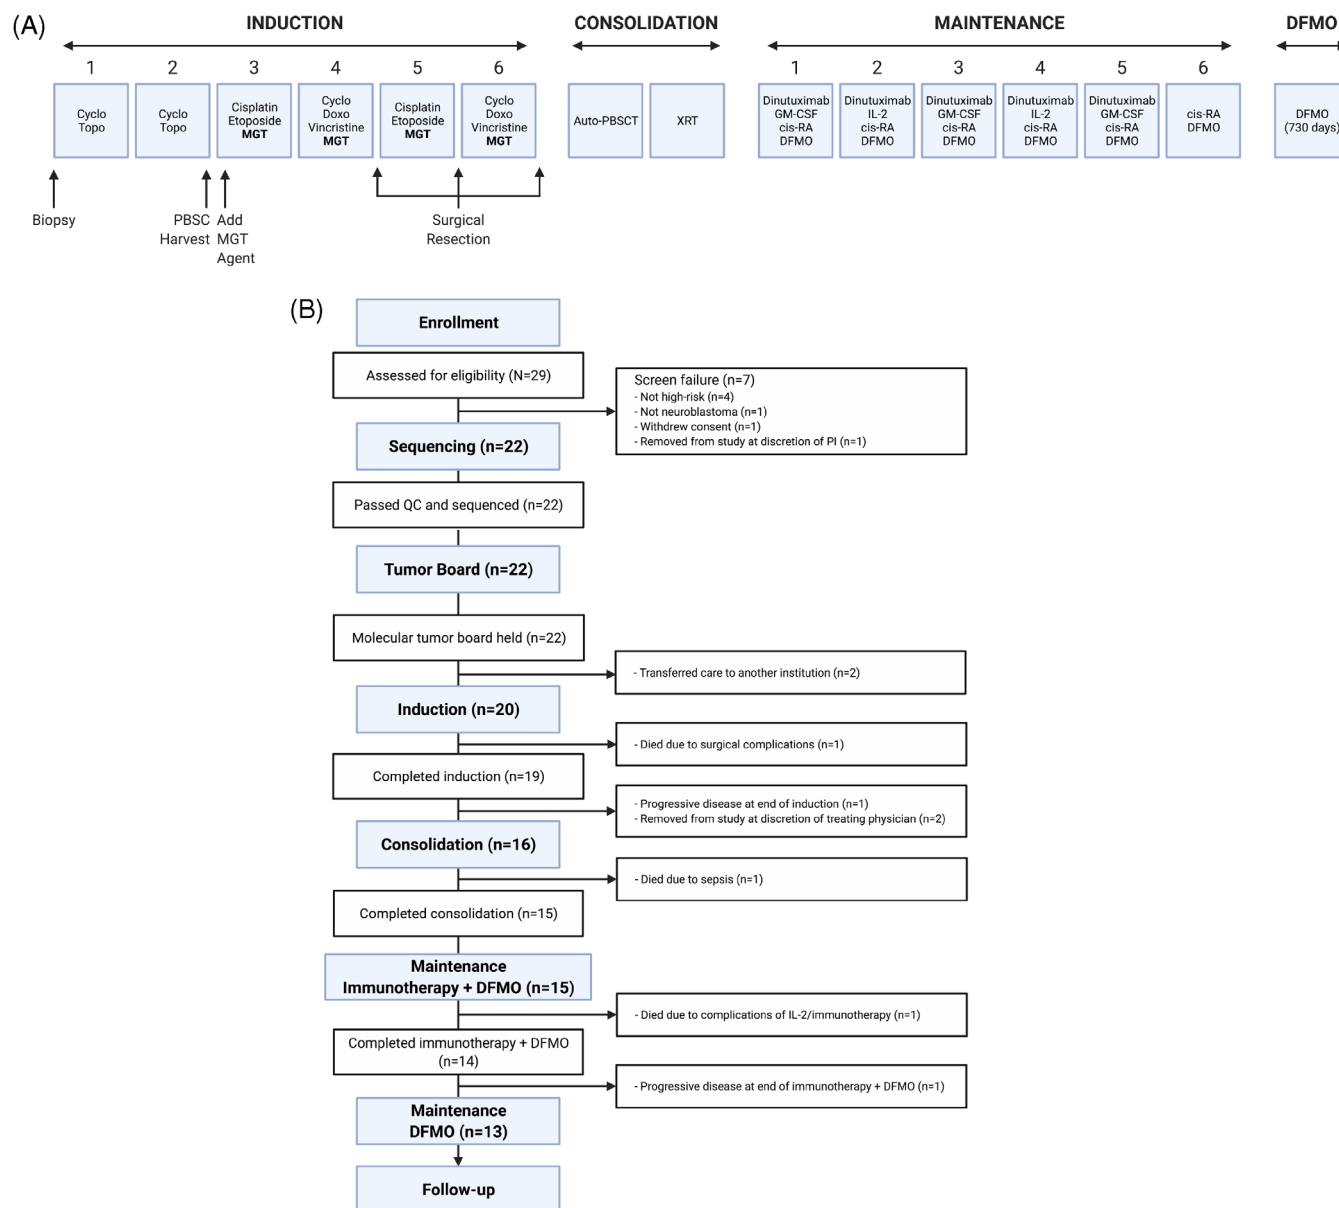 (A)
INDUCTION
CONSOLIDATION
MAINTENANCE
DFMO
1
2
3
4
5
6
1
2
3
4
5
6
Cyclo
Topo
Cyclo
Topo
Cisplatin
Etoposide
MGT
Cyclo
Doxo
Vincristine
MGT
Cisplatin
Etoposide
MGT
Cyclo
Doxo
Vincristine
MGT
Auto-PBSCT
XRT
Dinutuximab
GM-CSF
cis-RA
DFMO
Dinutuximab
IL-2
cis-RA
DFMO
Dinutuximab
GM-CSF
cis-RA
DFMO
Dinutuximab
IL-2
cis-RA
DFMO
Dinutuximab
GM-CSF
cis-RA
DFMO
cis-RA
DFMO
DFMO
(730 days)
Biopsy
PBSC
Harvest
Add
MGT
Agent
Surgical
Resection
(B)
Enrollment
Assessed for eligibility (N=29)
Screen failure (n=7)
- Not high-risk (n=4)
- Not neuroblastoma (n=1)
- Withdrew consent (n=1)
- Removed from study at discretion of PI (n=1)
Sequencing (n=22)
Passed QC and sequenced (n=22)
Tumor Board (n=22)
Molecular tumor board held (n=22)
- Transferred care to another institution (n=2)
Induction (n=20)
- Died due to surgical complications (n=1)
Completed induction (n=19)
- Progressive disease at end of induction (n=1)
- Removed from study at discretion of treating physician (n=2)
Consolidation (n=16)
- Died due to sepsis (n=1)
Completed consolidation (n=15)
Maintenance
Immunotherapy + DFMO (n=15)
- Died due to complications of IL-2/immunotherapy (n=1)
Completed immunotherapy + DFMO
(n=14)
- Progressive disease at end of immunotherapy + DFMO (n=1)
Maintenance
DFMO (n=13)
Follow-up